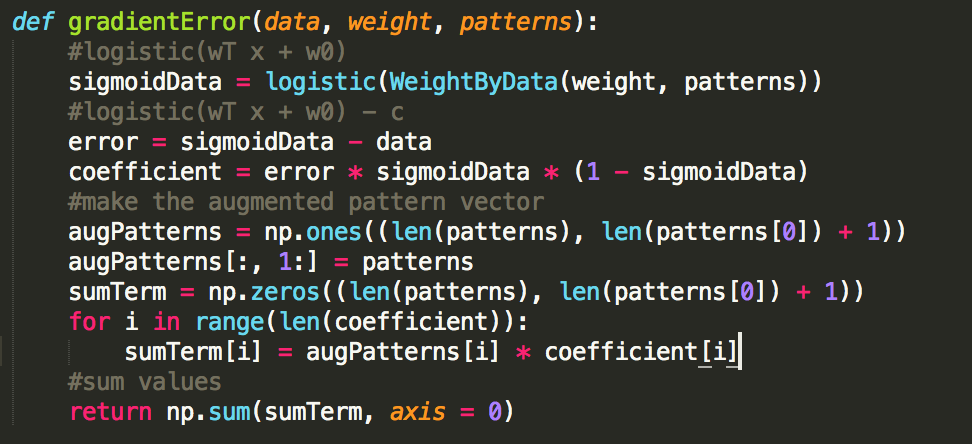 def gradientError(data, weight, patterns):
    #logistic(wT x + w0)
    sigmoidData = logistic(WeightByData(weight, patterns))
    #logistic(wT x + w0) - c
    error = sigmoidData - data
    coefficient = error * sigmoidData * (1 - sigmoidData)
    #make the augmented pattern vector
    augPatterns = np.ones((len(patterns), len(patterns[0]) + 1))
    augPatterns[:, 1:] = patterns
    sumTerm = np.zeros((len(patterns), len(patterns[0]) + 1))
    for i in range(len(coefficient)):
        sumTerm[i] = augPatterns[i] * coefficient[i]
    #sum values
    return np.sum(sumTerm, axis = 0)